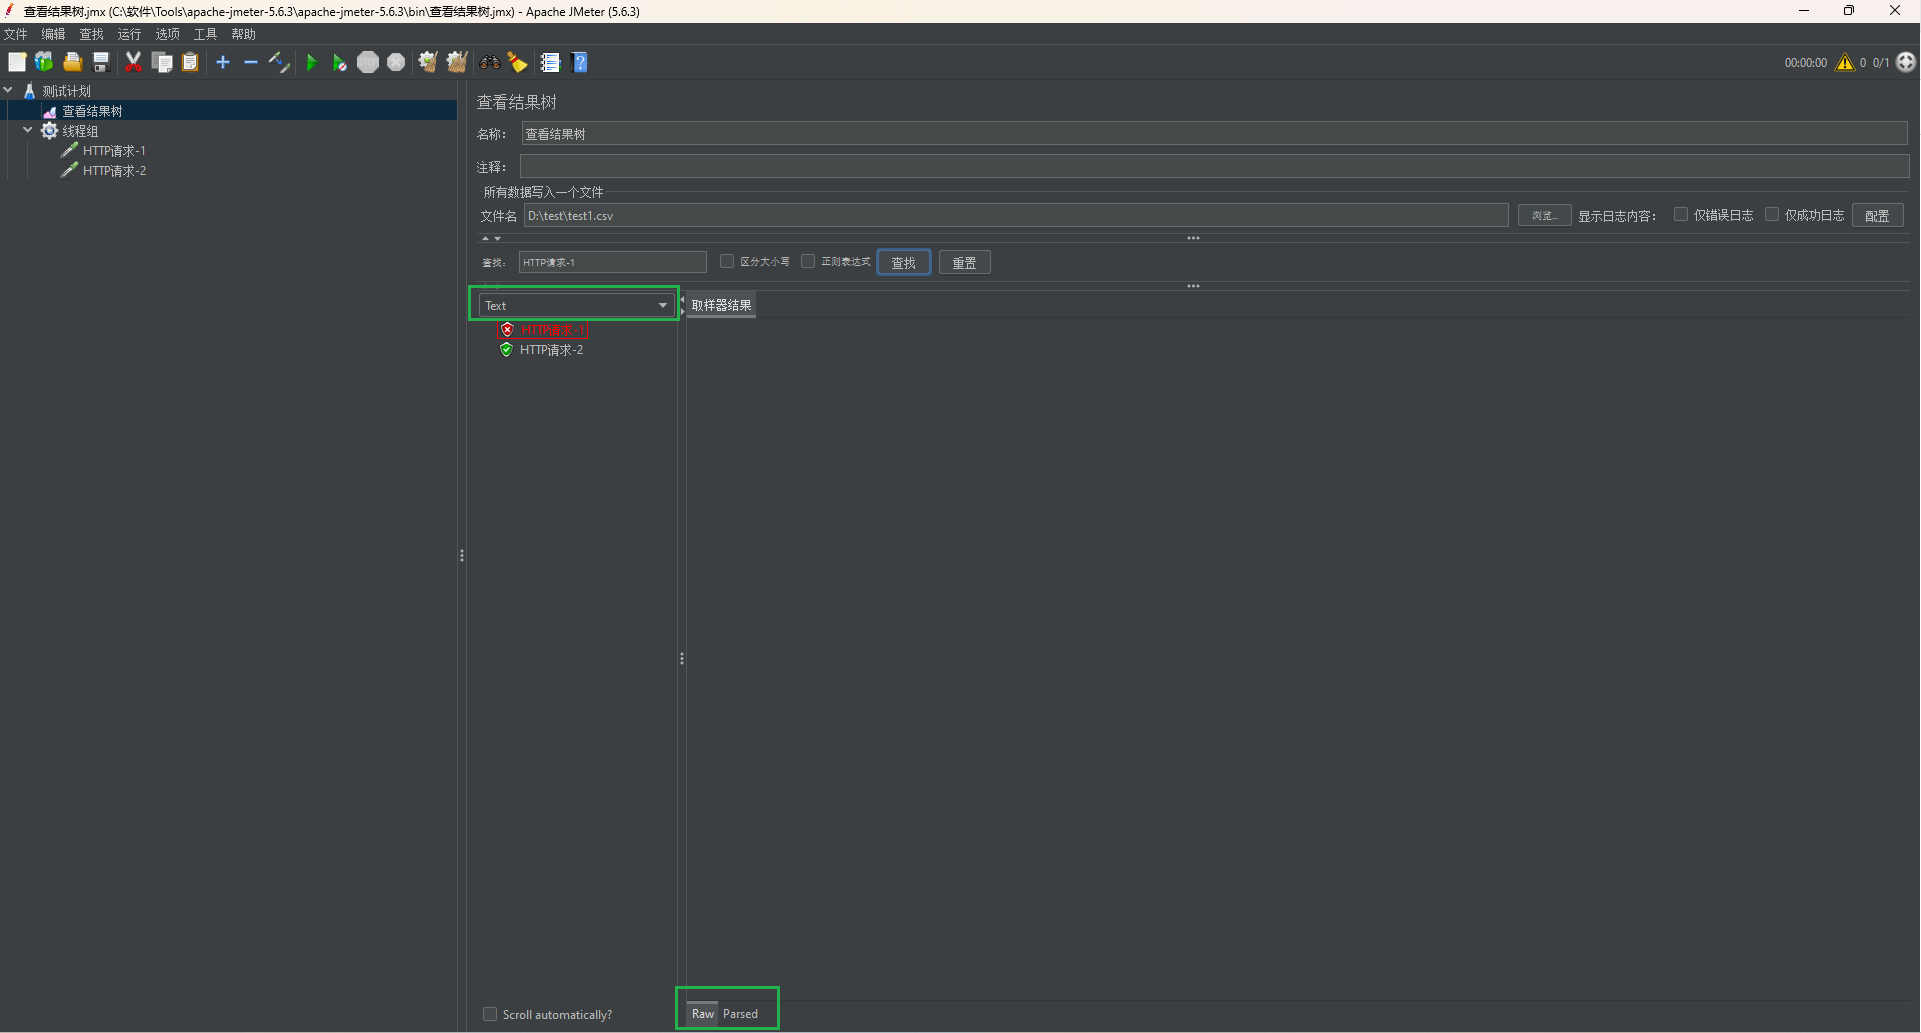 查看结果树.jmx (C:\软件\Tools\apache-jmeter-5.6.3\apache-jmeter-5.6.3\bin\查看结果树.jmx) - Apache JMeter (5.6.3)
文件 编辑 查找 运行 选项 工具 帮助
00:00:00 0 0/1
测试计划
查看结果树
线程组
HTTP请求-1
HTTP请求-2
查看结果树
名称： 查看结果树
注释：
所有数据写入一个文件
文件名 D:\test\test1.csv 浏览... 显示日志内容： 仅错误日志 仅成功日志 配置
查找： HTTP请求-1 区分大小写 正则表达式 查找 重置
Text 取样器结果
HTTP请求-1
HTTP请求-2
Scroll automatically? Raw Parsed